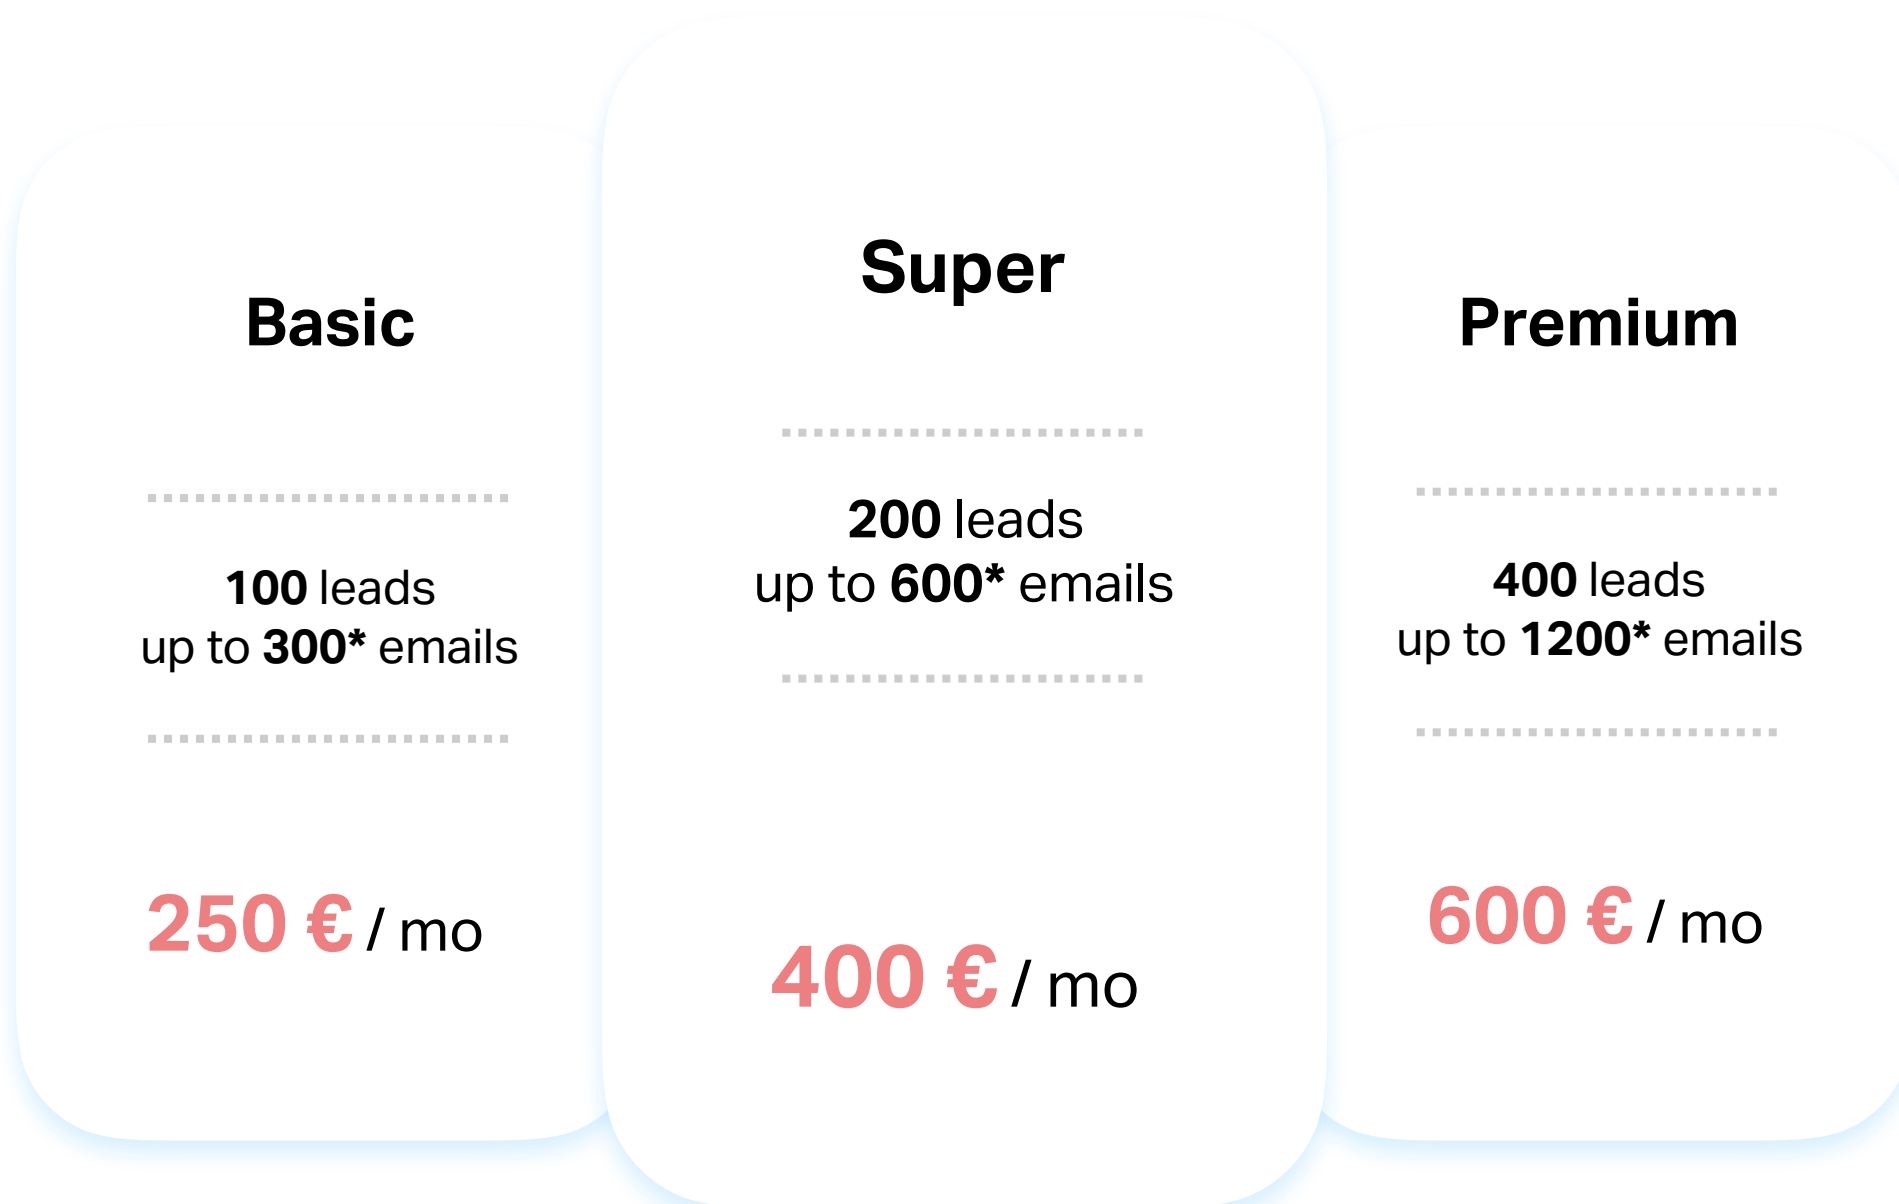 Basic
100 leads
up to 300* emails
250 € / mo
Super
200 leads
up to 600* emails
400 € / mo
Premium
400 leads
up to 1200* emails
600 € / mo